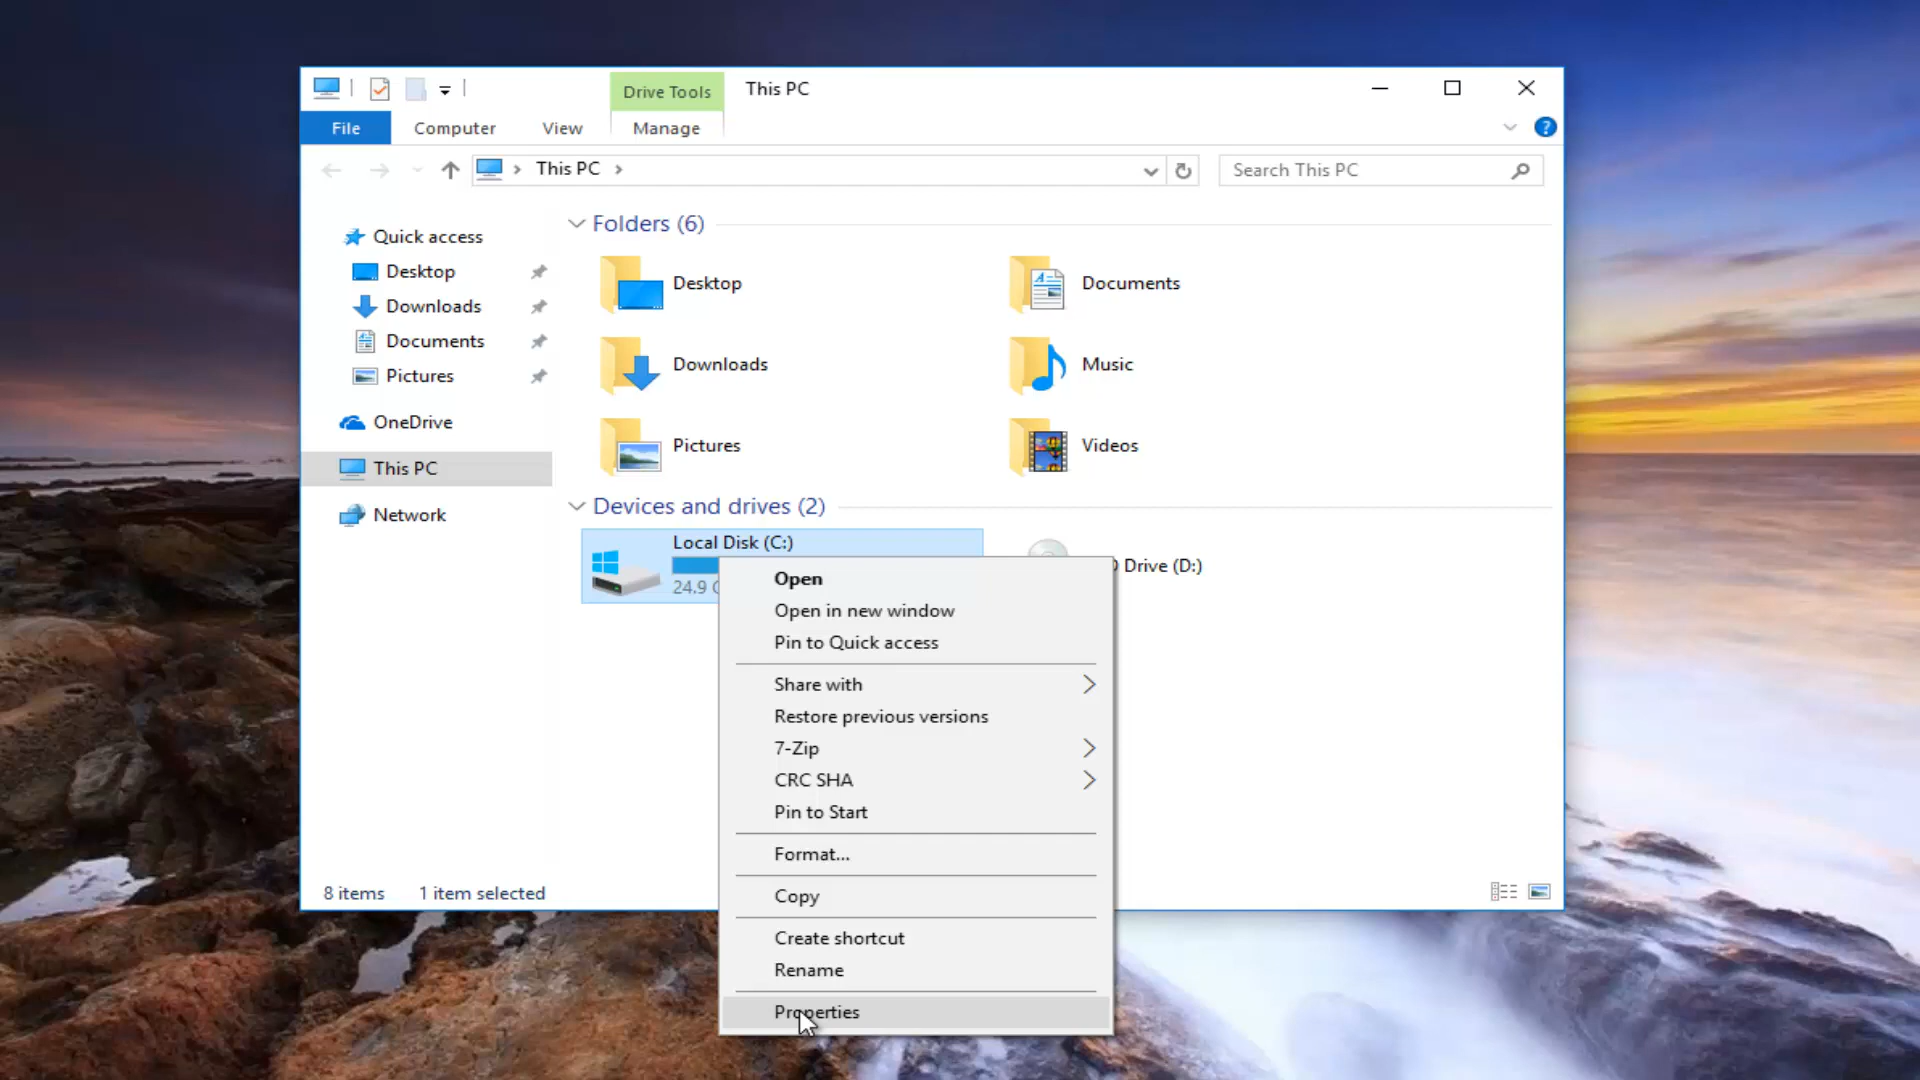 Drive Tools
This PC
File
Computer
View
Manage
This PC
Search This PC
Quick access
Desktop
Downloads
Documents
Pictures
OneDrive
This PC
Network
Folders (6)
Desktop
Documents
Downloads
Music
Pictures
Videos
Devices and drives (2)
Local Disk (C:)
24.9
Drive (D:)
Open
Open in new window
Pin to Quick access
Share with
Restore previous versions
7-Zip
CRC SHA
Pin to Start
Format...
Copy
Create shortcut
Rename
Properties
8 items
1 item selected